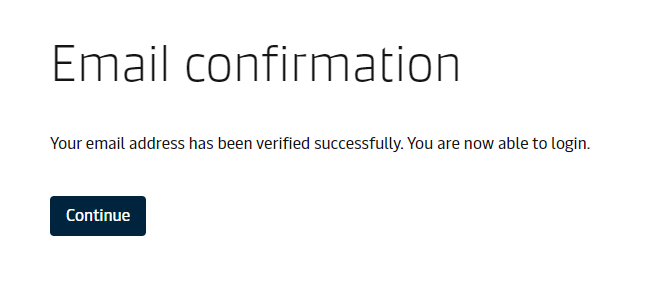 Email confirmation
Your email address has been verified successfully. You are now able to login.
Continue